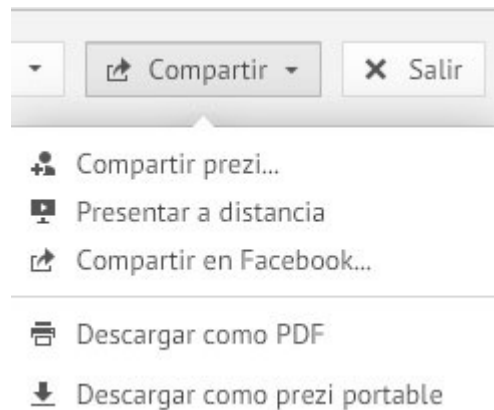 Compartir Salir
Compartir prezi...
Presentar a distancia
Compartir en Facebook...
Descargar como PDF
Descargar como prezi portable